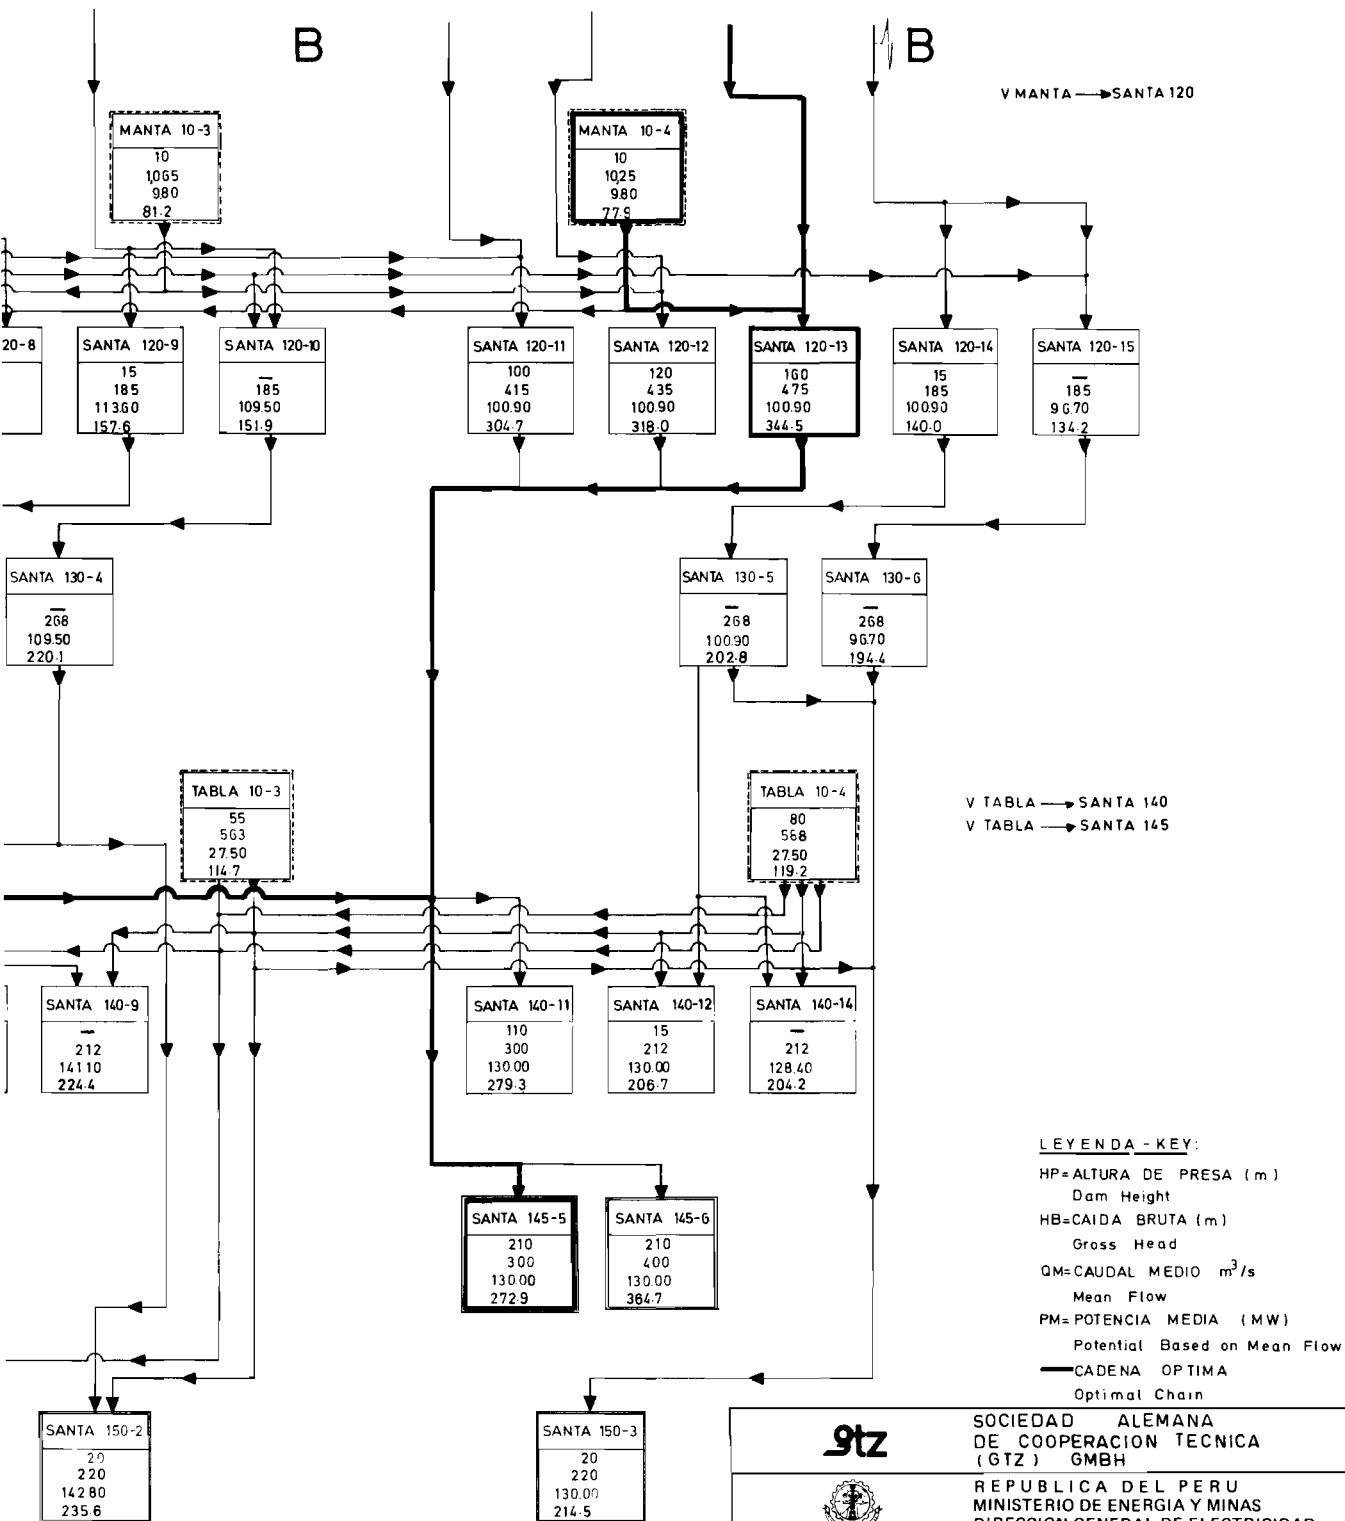 B
B
V MANTA → SANTA 120
MANTA 10-3
10
1,065
9.80
81.2
MANTA 10-4
10
10,25
9.80
77.9
20-8
SANTA 120-9
15
185
113.60
157.6
SANTA 120-10
—
185
109.50
151.9
SANTA 120-11
100
415
100.90
304.7
SANTA 120-12
120
435
100.90
318.0
SANTA 120-13
160
475
100.90
344.5
SANTA 120-14
15
185
100.90
140.0
SANTA 120-15
—
185
96.70
134.2
SANTA 130-4
—
268
109.50
220.1
SANTA 130-5
—
268
100.90
202.8
SANTA 130-6
—
268
96.70
194.4
TABLA 10-3
55
563
27.50
114.7
TABLA 10-4
80
568
27.50
119.2
V TABLA → SANTA 140
V TABLA → SANTA 145
SANTA 140-9
—
212
141.10
224.4
SANTA 140-11
110
300
130.00
279.3
SANTA 140-12
15
212
130.00
206.7
SANTA 140-14
—
212
128.40
204.2
SANTA 145-5
210
300
130.00
272.9
SANTA 145-6
210
400
130.00
364.7
SANTA 150-2
20
220
142.80
235.6
SANTA 150-3
20
220
130.00
214.5
LEYENDA - KEY:
HP= ALTURA DE PRESA (m)
Dam Height
HB= CAIDA BRUTA (m)
Gross Head
QM= CAUDAL MEDIO m³/s
Mean Flow
PM= POTENCIA MEDIA (MW)
Potential Based on Mean Flow
CADENA OPTIMA
Optimal Chain
gtz
SOCIEDAD ALEMANA
DE COOPERACION TECNICA
(GTZ) GMBH
REPUBLICA DEL PERU
MINISTERIO DE ENERGIA Y MINAS
DIRECCION GENERAL DE ELECTRICIDAD